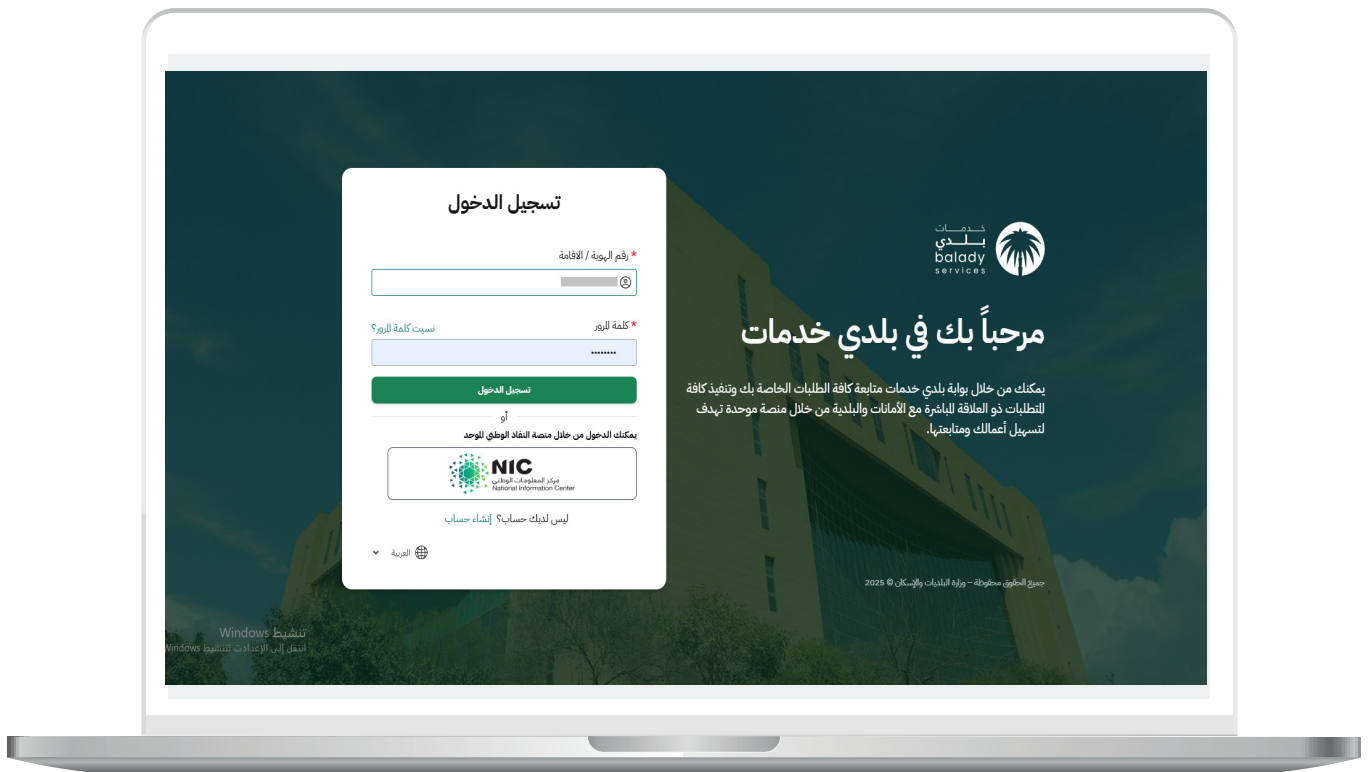 خدمات
بلدي
balady
services
مرحباً بك في بلدي خدمات
يمكنك من خلال بوابة بلدي خدمات متابعة كافة الطلبات الخاصة بك وتنفيذ كافة
المتطلبات ذو العلاقة المباشرة مع الأمانات والبلدية من خلال منصة موحدة تهدف
لتسهيل أعمالك ومتابعتها.
جميع الحقوق محفوظة – وزارة البلديات والإسكان © 2025
تسجيل الدخول
* رقم الهوية / الاقامة
* كلمة المرور
نسيت كلمة المرور؟
تسجيل الدخول
أو
يمكنك الدخول من خلال منصة النفاذ الوطني الموحد
NIC
مركز المعلومات الوطني
National Information Center
ليس لديك حساب؟ إنشاء حساب
العربية
تنشيط Windows
انتقل إلى الإعدادات لتنشيط Windows